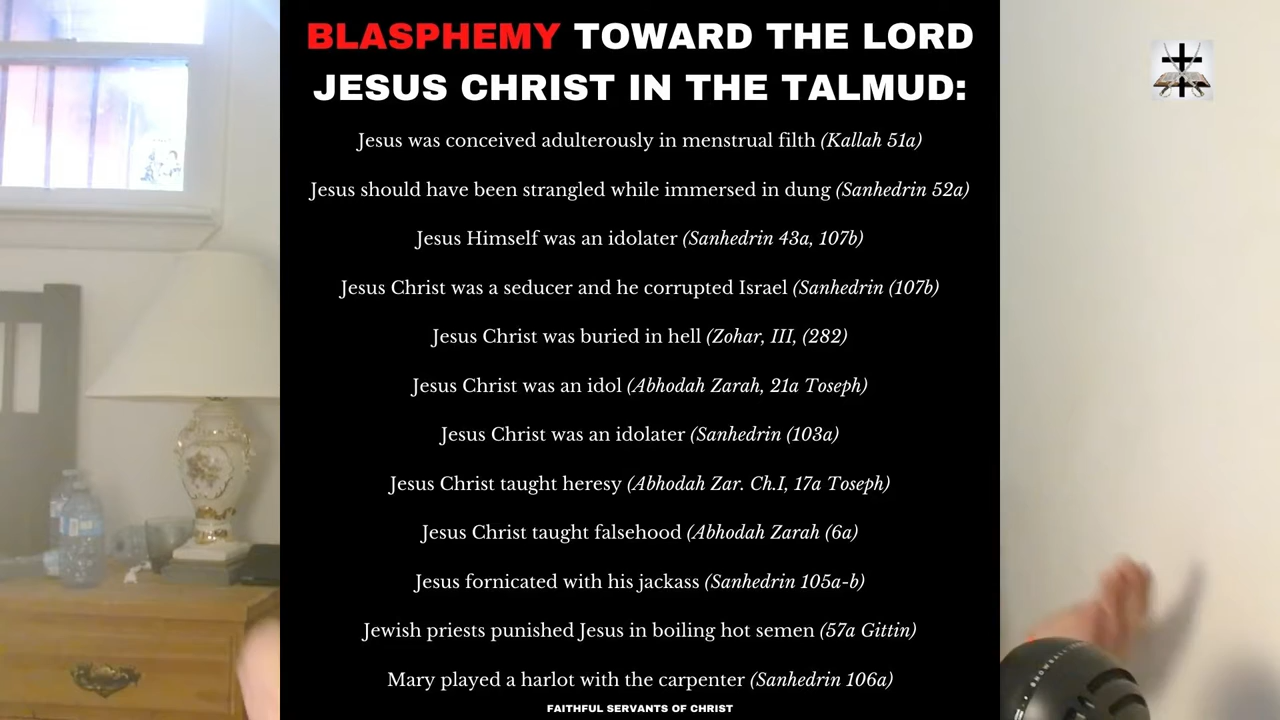 BLASPHEMY TOWARD THE LORD
JESUS CHRIST IN THE TALMUD:
Jesus was conceived adulterously in menstrual filth (Kallah 51a)
Jesus should have been strangled while immersed in dung (Sanhedrin 52a)
Jesus Himself was an idolater (Sanhedrin 43a, 107b)
Jesus Christ was a seducer and he corrupted Israel (Sanhedrin (107b)
Jesus Christ was buried in hell (Zohar, III, (282)
Jesus Christ was an idol (Abhodah Zarah, 21a Toseph)
Jesus Christ was an idolater (Sanhedrin (103a)
Jesus Christ taught heresy (Abhodah Zar. Ch.I, 17a Toseph)
Jesus Christ taught falsehood (Abhodah Zarah (6a)
Jesus fornicated with his jackass (Sanhedrin 105a-b)
Jewish priests punished Jesus in boiling hot semen (57a Gittin)
Mary played a harlot with the carpenter (Sanhedrin 106a)
FAITHFUL SERVANTS OF CHRIST